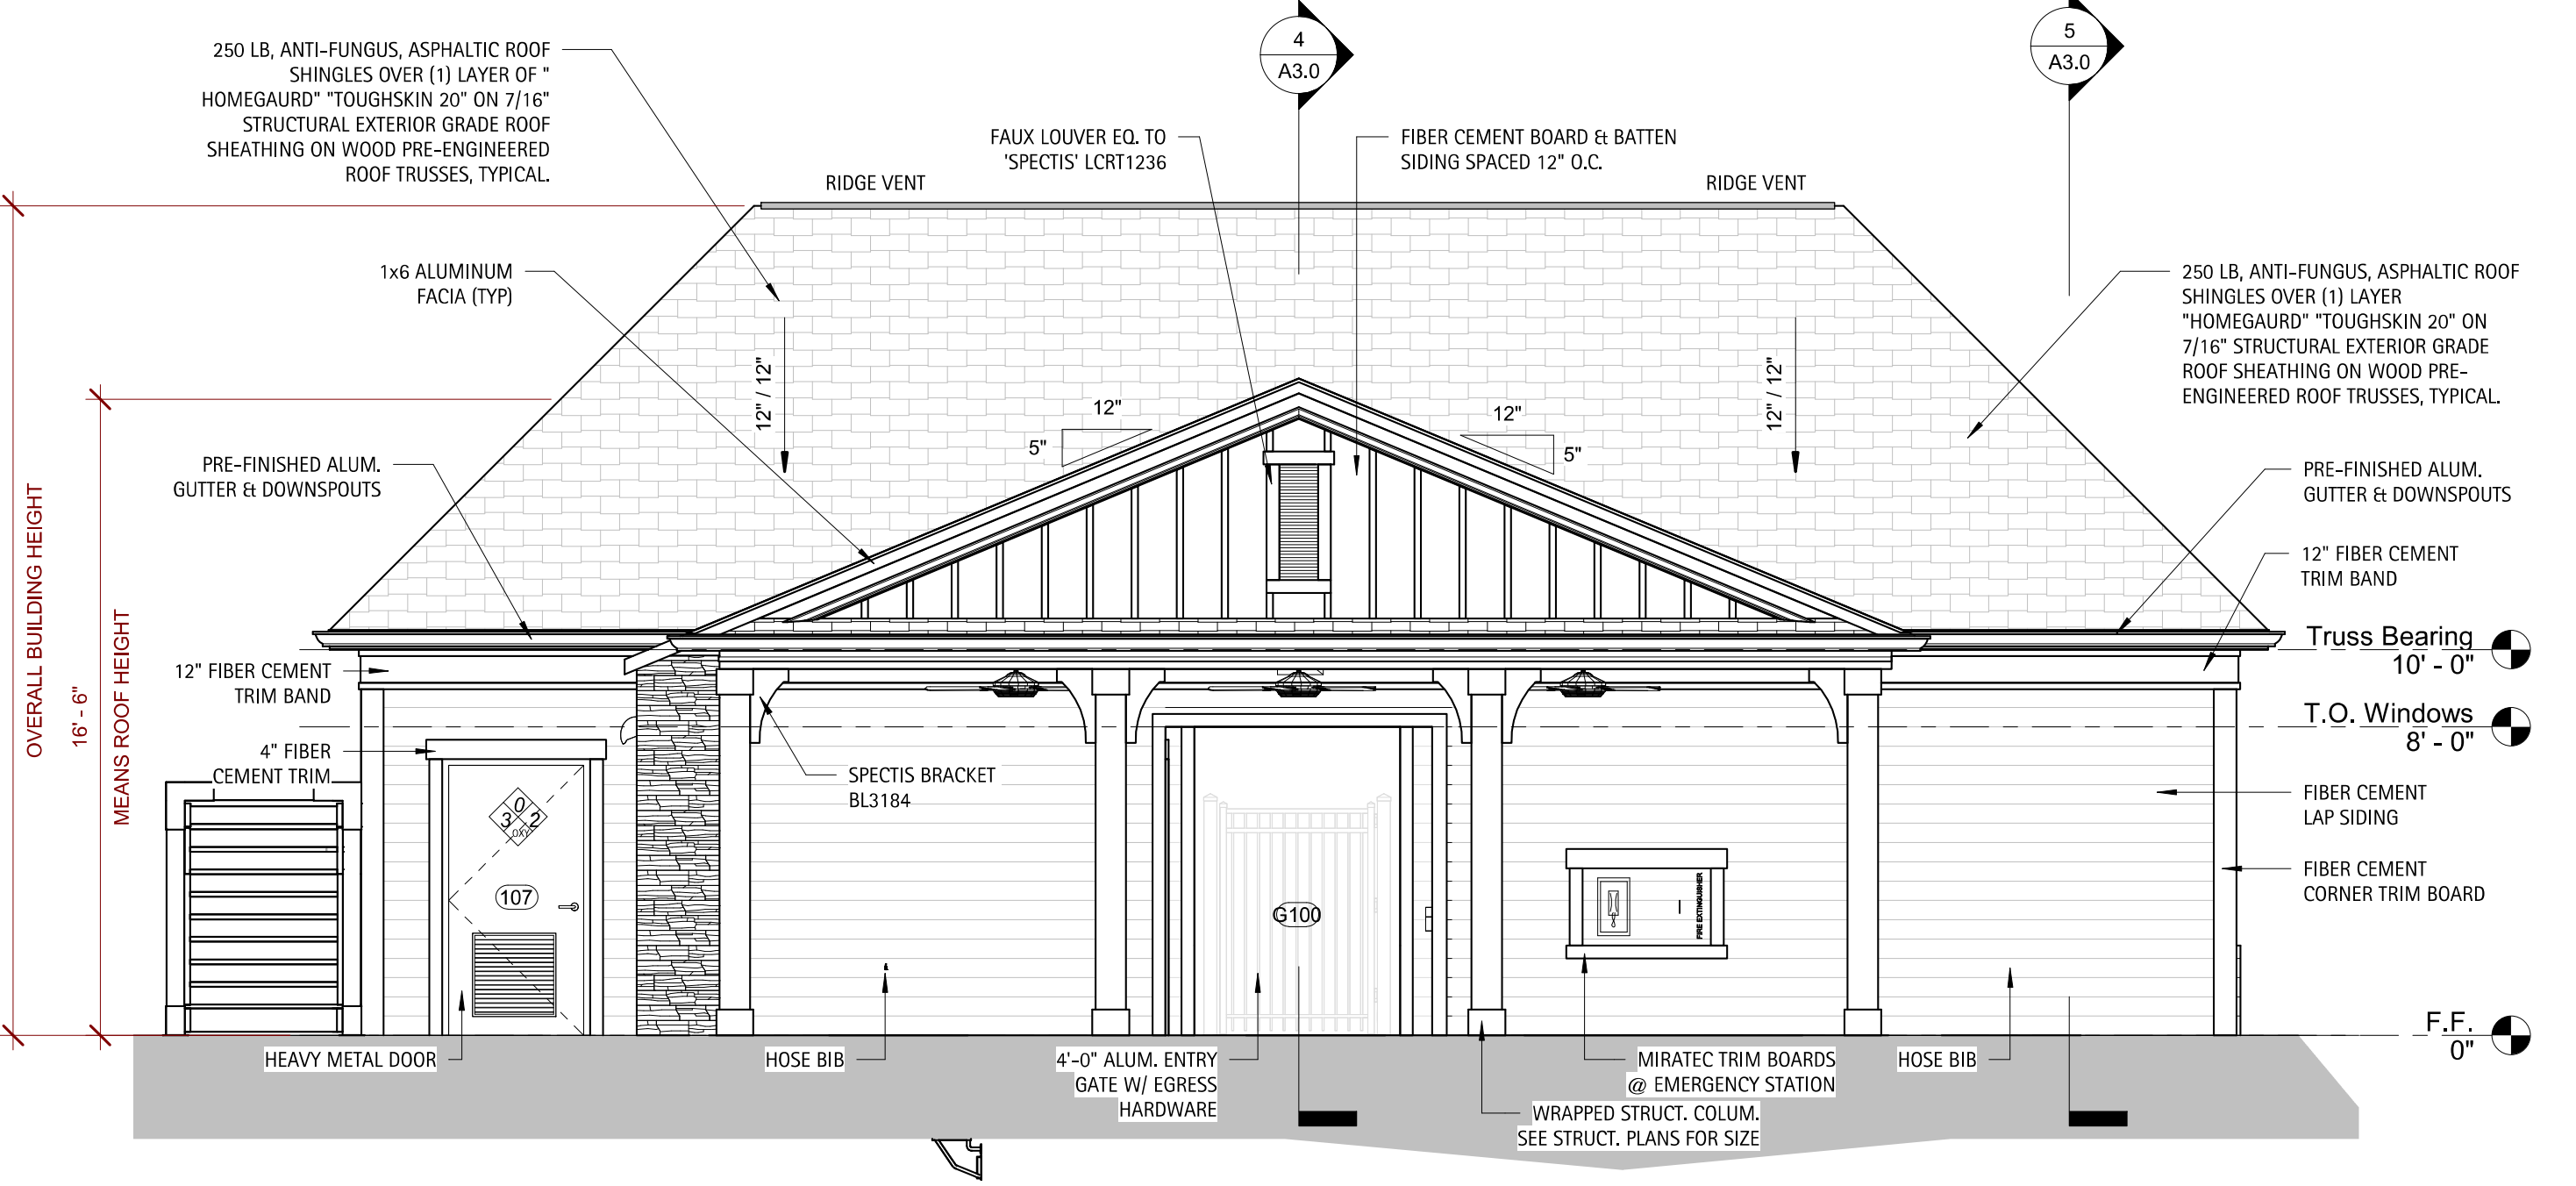 4
A3.0
5
A3.0
250 LB, ANTI-FUNGUS, ASPHALTIC ROOF
SHINGLES OVER (1) LAYER OF "
HOMEGAURD" "TOUGHSKIN 20" ON 7/16"
STRUCTURAL EXTERIOR GRADE ROOF
SHEATHING ON WOOD PRE-ENGINEERED
ROOF TRUSSES, TYPICAL.
FAUX LOUVER EQ. TO
'SPECTIS' LCRT1236
FIBER CEMENT BOARD & BATTEN
SIDING SPACED 12" O.C.
RIDGE VENT
RIDGE VENT
1x6 ALUMINUM
FACIA (TYP)
250 LB, ANTI-FUNGUS, ASPHALTIC ROOF
SHINGLES OVER (1) LAYER
"HOMEGAURD" "TOUGHSKIN 20" ON
7/16" STRUCTURAL EXTERIOR GRADE
ROOF SHEATHING ON WOOD PRE-
ENGINEERED ROOF TRUSSES, TYPICAL.
12" / 12"
12" / 12"
12"
5"
12"
5"
PRE-FINISHED ALUM.
GUTTER & DOWNSPOUTS
PRE-FINISHED ALUM.
GUTTER & DOWNSPOUTS
OVERALL BUILDING HEIGHT
16' - 6"
MEANS ROOF HEIGHT
12" FIBER CEMENT
TRIM BAND
Truss Bearing
10' - 0"
12" FIBER CEMENT
TRIM BAND
T.O. Windows
8' - 0"
4" FIBER
CEMENT TRIM
SPECTIS BRACKET
BL3184
0
3
2
OXY
107
G100
FIRE EXTINGUISHER
FIBER CEMENT
LAP SIDING
FIBER CEMENT
CORNER TRIM BOARD
F.F.
0"
HEAVY METAL DOOR
HOSE BIB
4'-0" ALUM. ENTRY
GATE W/ EGRESS
HARDWARE
MIRATEC TRIM BOARDS
@ EMERGENCY STATION
HOSE BIB
WRAPPED STRUCT. COLUM.
SEE STRUCT. PLANS FOR SIZE